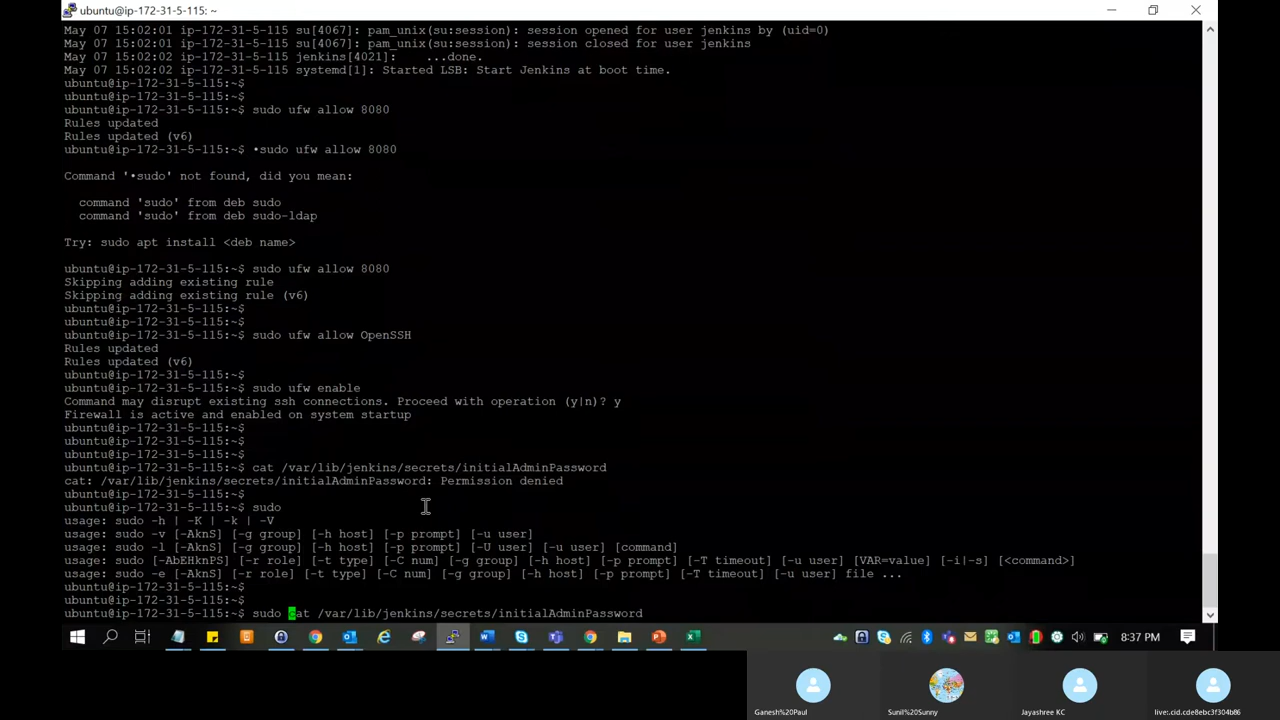 ubuntu@ip-172-31-5-115: ~
May 07 15:02:01 ip-172-31-5-115 su[4067]: pam_unix(su:session): session opened for user jenkins by (uid=0)
May 07 15:02:01 ip-172-31-5-115 su[4067]: pam_unix(su:session): session closed for user jenkins
May 07 15:02:02 ip-172-31-5-115 jenkins[4021]:    ...done.
May 07 15:02:02 ip-172-31-5-115 systemd[1]: Started LSB: Start Jenkins at boot time.
ubuntu@ip-172-31-5-115:~$
ubuntu@ip-172-31-5-115:~$
ubuntu@ip-172-31-5-115:~$ sudo ufw allow 8080
Rules updated
Rules updated (v6)
ubuntu@ip-172-31-5-115:~$ •sudo ufw allow 8080
Command '•sudo' not found, did you mean:
command 'sudo' from deb sudo
command 'sudo' from deb sudo-ldap
Try: sudo apt install <deb name>
ubuntu@ip-172-31-5-115:~$ sudo ufw allow 8080
Skipping adding existing rule
Skipping adding existing rule (v6)
ubuntu@ip-172-31-5-115:~$
ubuntu@ip-172-31-5-115:~$
ubuntu@ip-172-31-5-115:~$ sudo ufw allow OpenSSH
Rules updated
Rules updated (v6)
ubuntu@ip-172-31-5-115:~$
ubuntu@ip-172-31-5-115:~$ sudo ufw enable
Command may disrupt existing ssh connections. Proceed with operation (y|n)? y
Firewall is active and enabled on system startup
ubuntu@ip-172-31-5-115:~$
ubuntu@ip-172-31-5-115:~$
ubuntu@ip-172-31-5-115:~$
ubuntu@ip-172-31-5-115:~$ cat /var/lib/jenkins/secrets/initialAdminPassword
cat: /var/lib/jenkins/secrets/initialAdminPassword: Permission denied
ubuntu@ip-172-31-5-115:~$
ubuntu@ip-172-31-5-115:~$ sudo
usage: sudo -h | -K | -k | -V
usage: sudo -v [-AknS] [-g group] [-h host] [-p prompt] [-u user]
usage: sudo -l [-AknS] [-g group] [-h host] [-p prompt] [-U user] [-u user] [command]
usage: sudo [-AbEHknPS] [-r role] [-t type] [-C num] [-g group] [-h host] [-p prompt] [-T timeout] [-u user] [VAR=value] [-i|-s] [<command>]
usage: sudo -e [-AknS] [-r role] [-t type] [-C num] [-g group] [-h host] [-p prompt] [-T timeout] [-u user] file ...
ubuntu@ip-172-31-5-115:~$
ubuntu@ip-172-31-5-115:~$
ubuntu@ip-172-31-5-115:~$ sudo cat /var/lib/jenkins/secrets/initialAdminPassword
8:37 PM
Ganesh%20Paul
Sunil%20Sunny
Jayashree KC
live:.cid.cde8ebc3f304b86